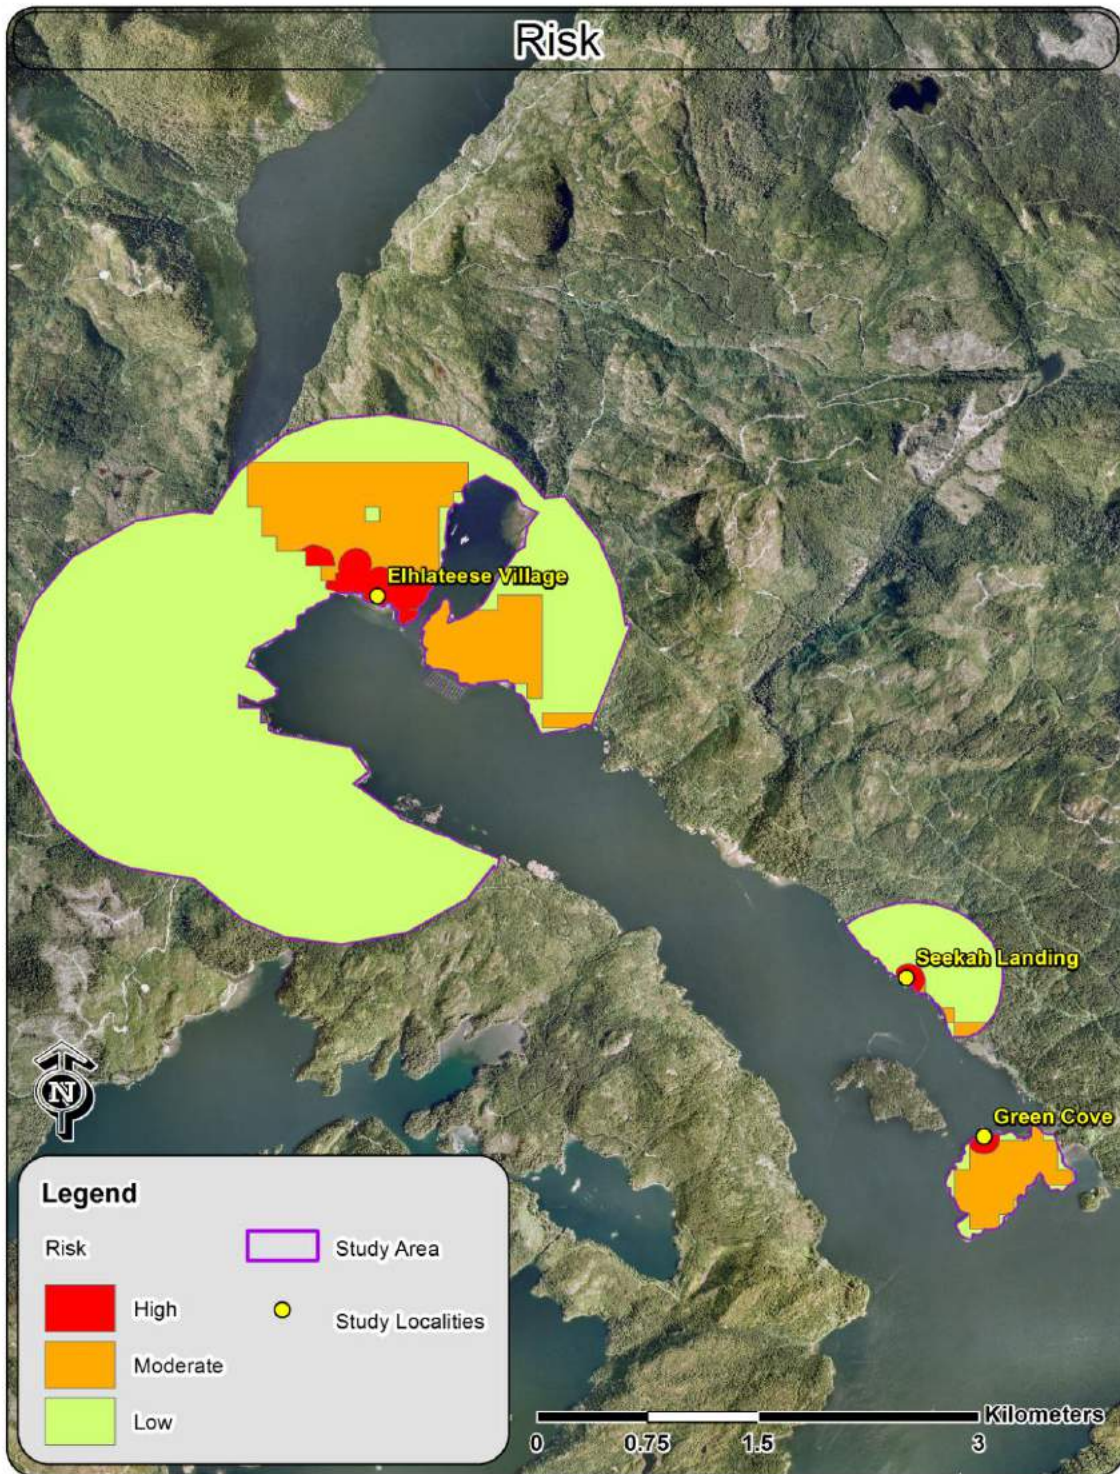 Risk
Elhlateese Village
Seekah Landing
Green Cove
N
Legend
Risk
Study Area
High
Study Localities
Moderate
Low
Kilometers
0 0.75 1.5 3